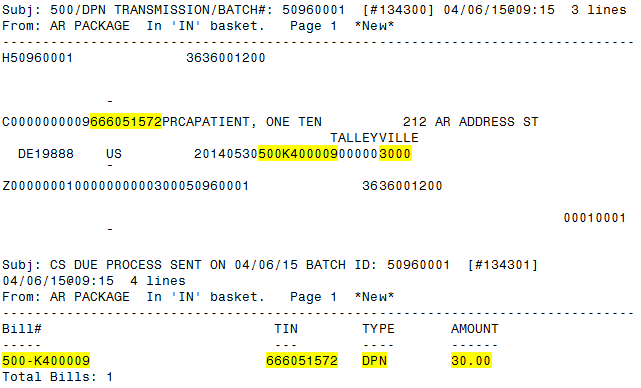 Subj: 500/DPN TRANSMISSION/BATCH#: 50960001  [#134300] 04/06/15@09:15  3 lines
From: AR PACKAGE  In 'IN' basket.   Page 1  *New*
-------------------------------------------------------------------------------
H50960001              3636001200
-
C0000000009666051572PRCAPATIENT, ONE TEN          212 AR ADDRESS ST
TALLEYVILLE
DE19888    US         20140530500K400009000003000
-
Z00000001000000000030005096​0001              3636001200
00010001
-
Subj: CS DUE PROCESS SENT ON 04/06/15 BATCH ID: 50960001  [#134301]
04/06/15@09:15  4 lines
From: AR PACKAGE  In 'IN' basket.   Page 1  *New*
-------------------------------------------------------------------------------
Bill#                             TIN        TYPE       AMOUNT
-----                             ---        ----       ------
500-K400009                      666051572   DPN        30.00
Total Bills: 1